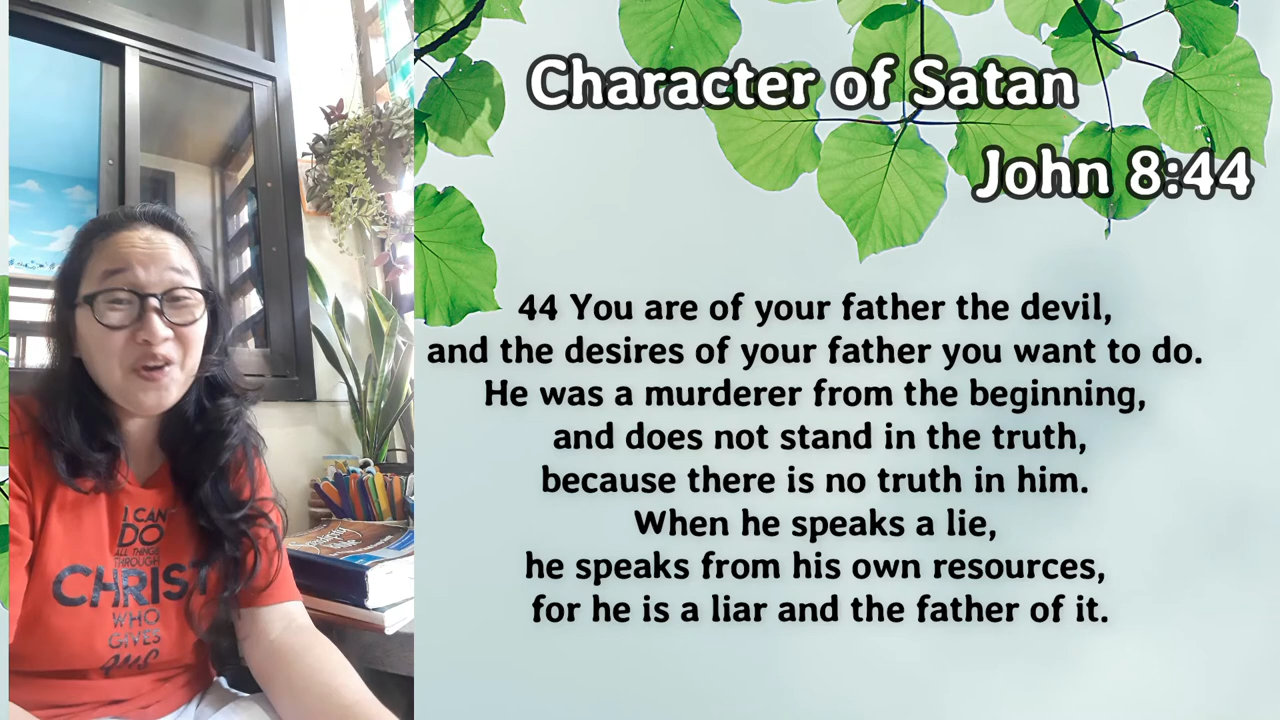 Character of Satan
John 8:44
44 You are of your father the devil,
and the desires of your father you want to do.
He was a murderer from the beginning,
and does not stand in the truth,
because there is no truth in him.
When he speaks a lie,
he speaks from his own resources,
for he is a liar and the father of it.
I CAN
DO
ALL THINGS
THROUGH
CHRIST
WHO
GIVES